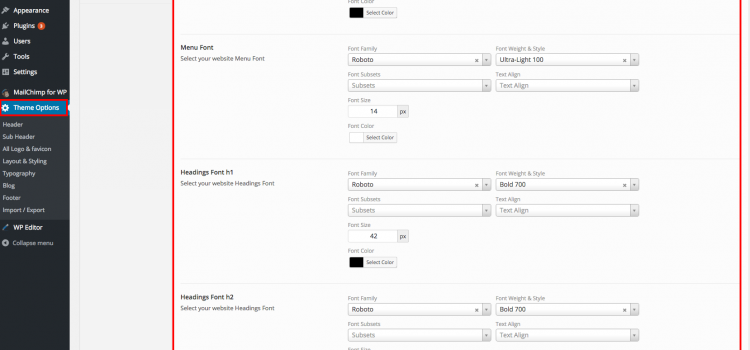 Appearance
Plugins 3
Users
Tools
Settings
MailChimp for WP
Theme Options
Header
Sub Header
All Logo & favicon
Layout & Styling
Typography
Blog
Footer
Import / Export
WP Editor
Collapse menu
Font Color
Select Color
Menu Font
Select your website Menu Font
Font Family
Font Weight & Style
Roboto
Ultra-Light 100
Font Subsets
Text Align
Subsets
Text Align
Font Size
14 px
Font Color
Select Color
Headings Font h1
Select your website Headings Font
Font Family
Font Weight & Style
Roboto
Bold 700
Font Subsets
Text Align
Subsets
Text Align
Font Size
42 px
Font Color
Select Color
Headings Font h2
Select your website Headings Font
Font Family
Font Weight & Style
Roboto
Bold 700
Font Subsets
Text Align
Subsets
Text Align
Font Size